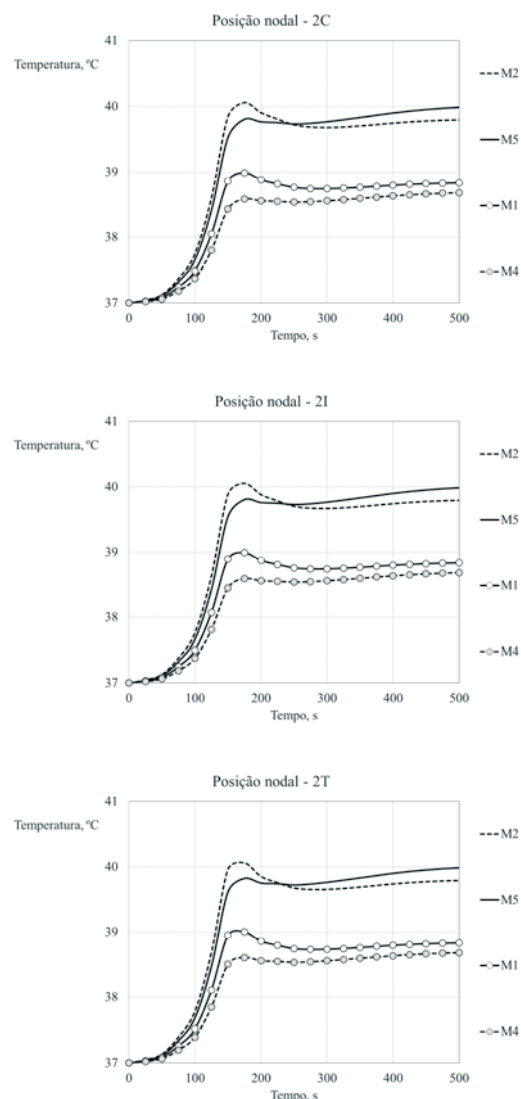 Posição nodal - 2C
41
Temperatura, ºC
M2
40
M5
39
M1
38
M4
37
0 100 200 300 400 500
Tempo, s
Posição nodal - 2I
41
Temperatura, ºC
M2
40
M5
39
M1
38
M4
37
0 100 200 300 400 500
Tempo, s
Posição nodal - 2T
41
Temperatura, ºC
M2
40
M5
39
M1
38
M4
37
0 100 200 300 400 500
Tempo, s